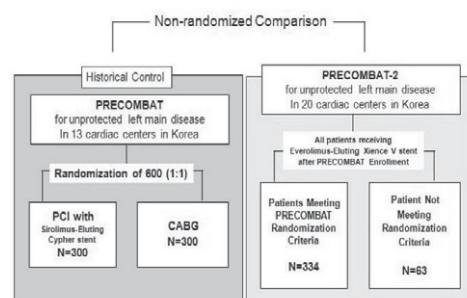 Non-randomized Comparison
Historical Control
PRECOMBAT
for unprotected left main disease
In 13 cardiac centers in Korea
Randomization of 600 (1:1)
PCI with
Sirolimus-Eluting
Cypher stent
N=300
CABG
N=300
PRECOMBAT-2
for unprotected left main disease
In 20 cardiac centers in Korea
All patients receiving
Everolimus-Eluting Xience V stent
after PRECOMBAT Enrollment
Patients Meeting
PRECOMBAT
Randomization
Criteria
N=334
Patient Not
Meeting
Randomization
Criteria
N=63